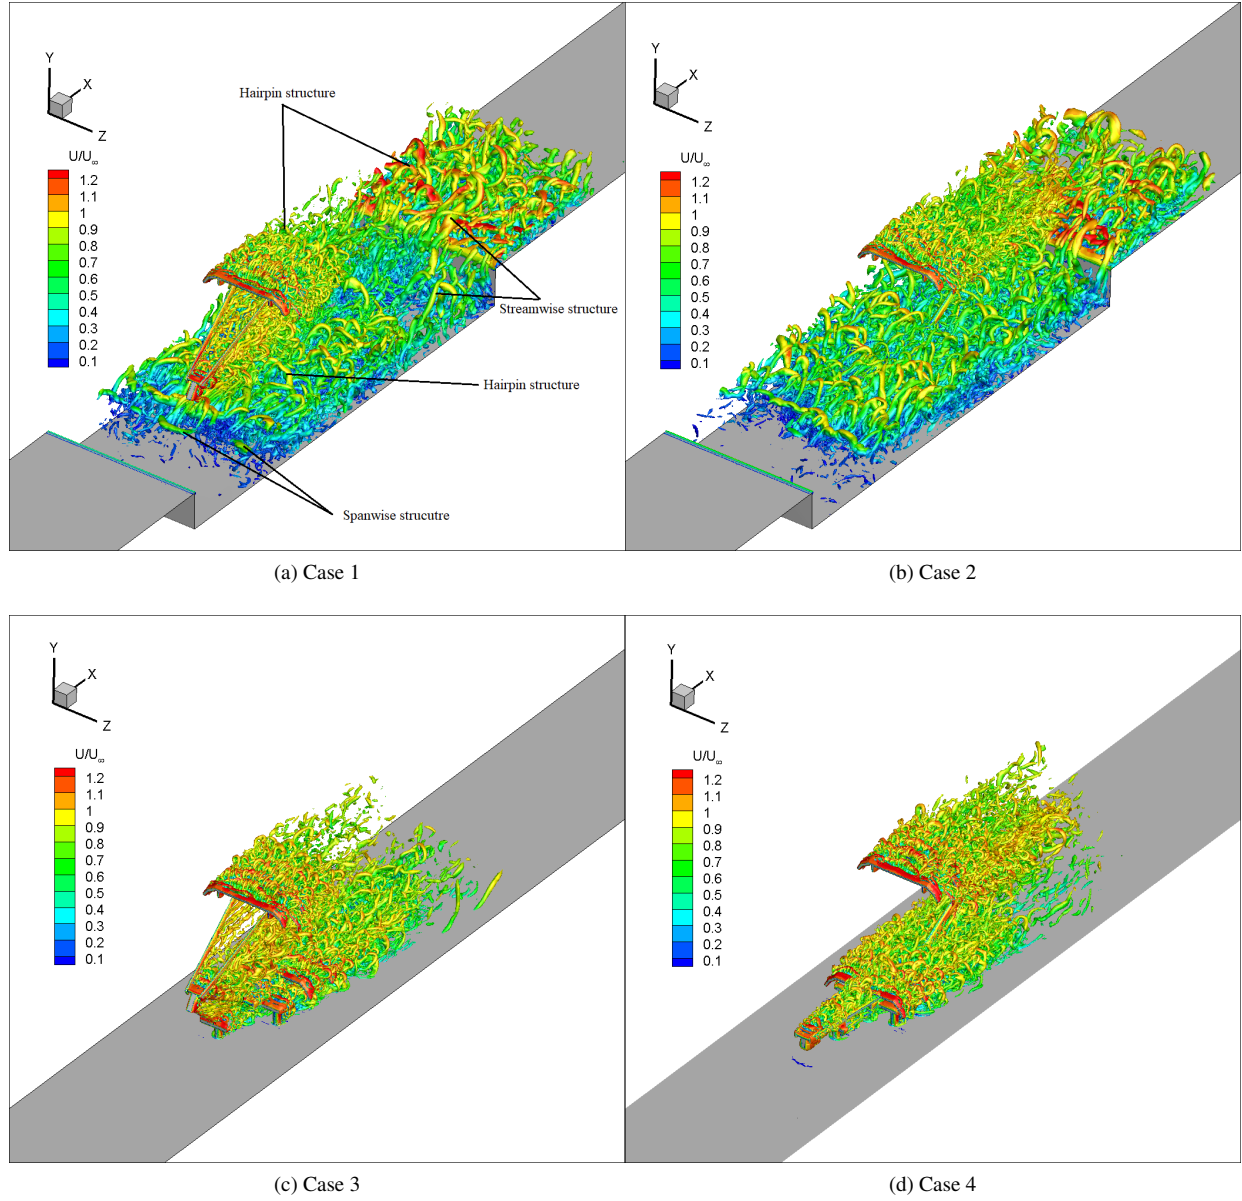 Y
X
Z
U/U∞
1.2
1.1
1
0.9
0.8
0.7
0.6
0.5
0.4
0.3
0.2
0.1
Hairpin structure
Streamwise structure
Hairpin structure
Spanwise strucutre
(a) Case 1
Y
X
Z
U/U∞
1.2
1.1
1
0.9
0.8
0.7
0.6
0.5
0.4
0.3
0.2
0.1
(b) Case 2
Y
X
Z
U/U∞
1.2
1.1
1
0.9
0.8
0.7
0.6
0.5
0.4
0.3
0.2
0.1
(c) Case 3
Y
X
Z
U/U∞
1.2
1.1
1
0.9
0.8
0.7
0.6
0.5
0.4
0.3
0.2
0.1
(d) Case 4